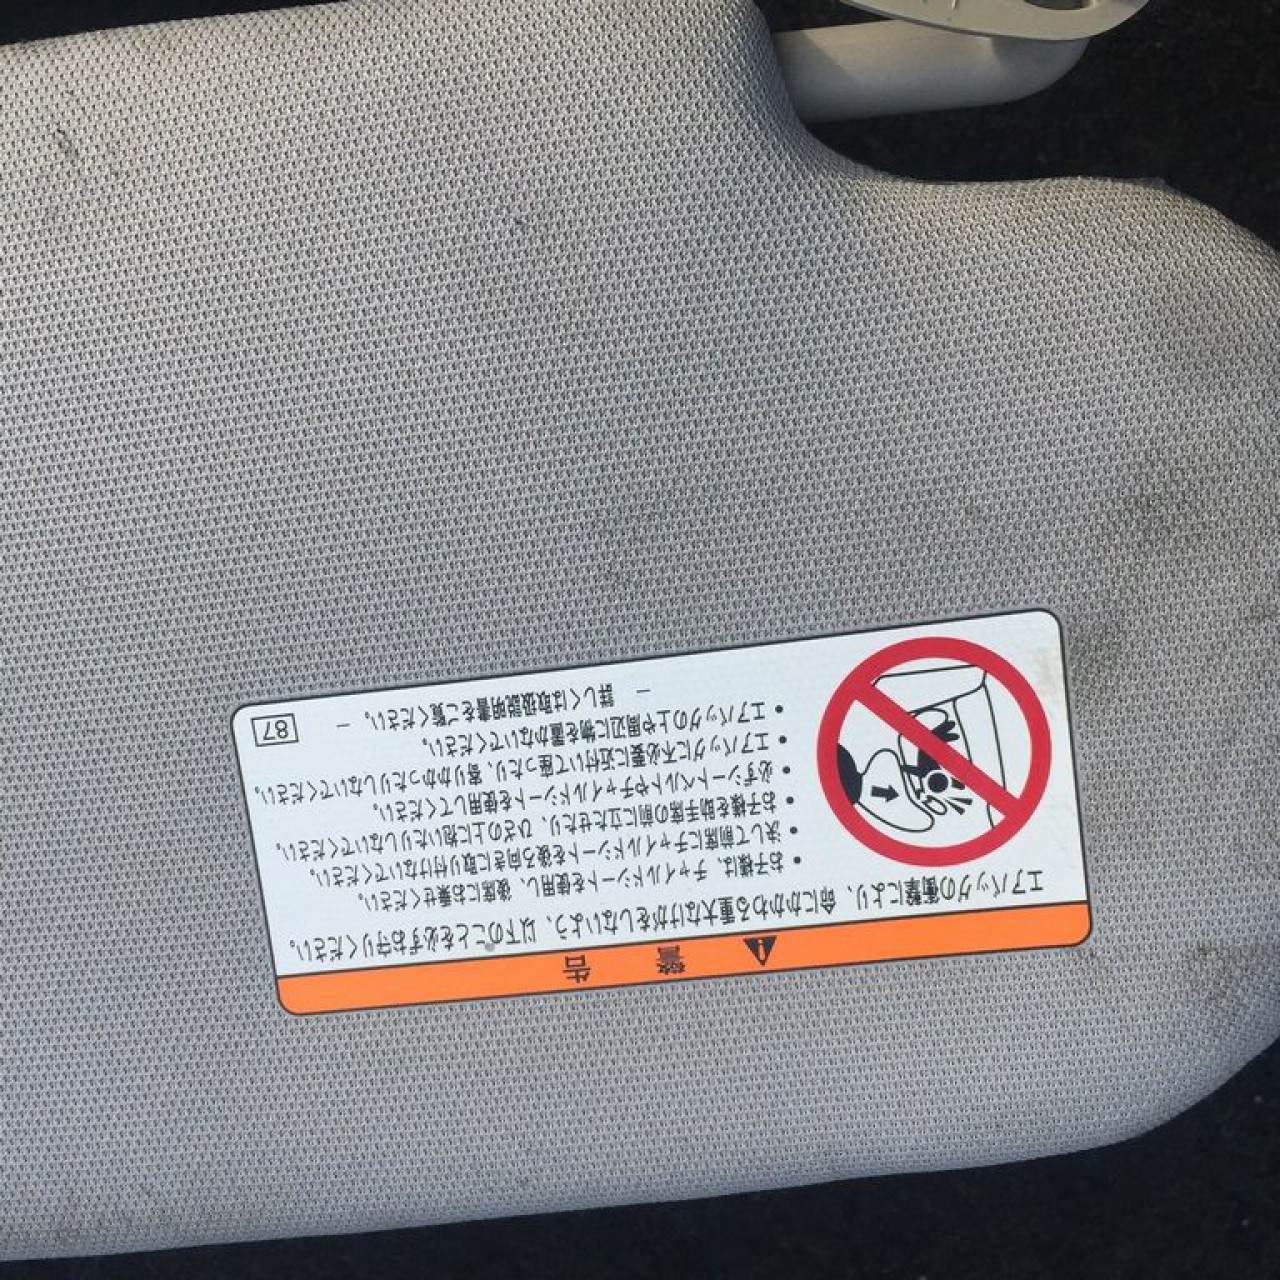 警告
エアバッグの衝撃により、命にかかわる重大なけがをしないよう、以下のことを必ずお守りください。
• お子様は、チャイルドシートを使用し、後席にお乗せください。
• 決して前席にチャイルドシートを後ろ向きに取り付けないでください。
• お子様を助手席の前に立たせたり、ひざの上に抱いたりしないでください。
• 必ずシートベルトやチャイルドシートを使用してください。
• エアバッグに不必要に近付いて座ったり、寄りかかったりしないでください。
• エアバッグの上や周辺に物を置かないでください。
― 詳しくは取扱説明書をご覧ください。 ―
87